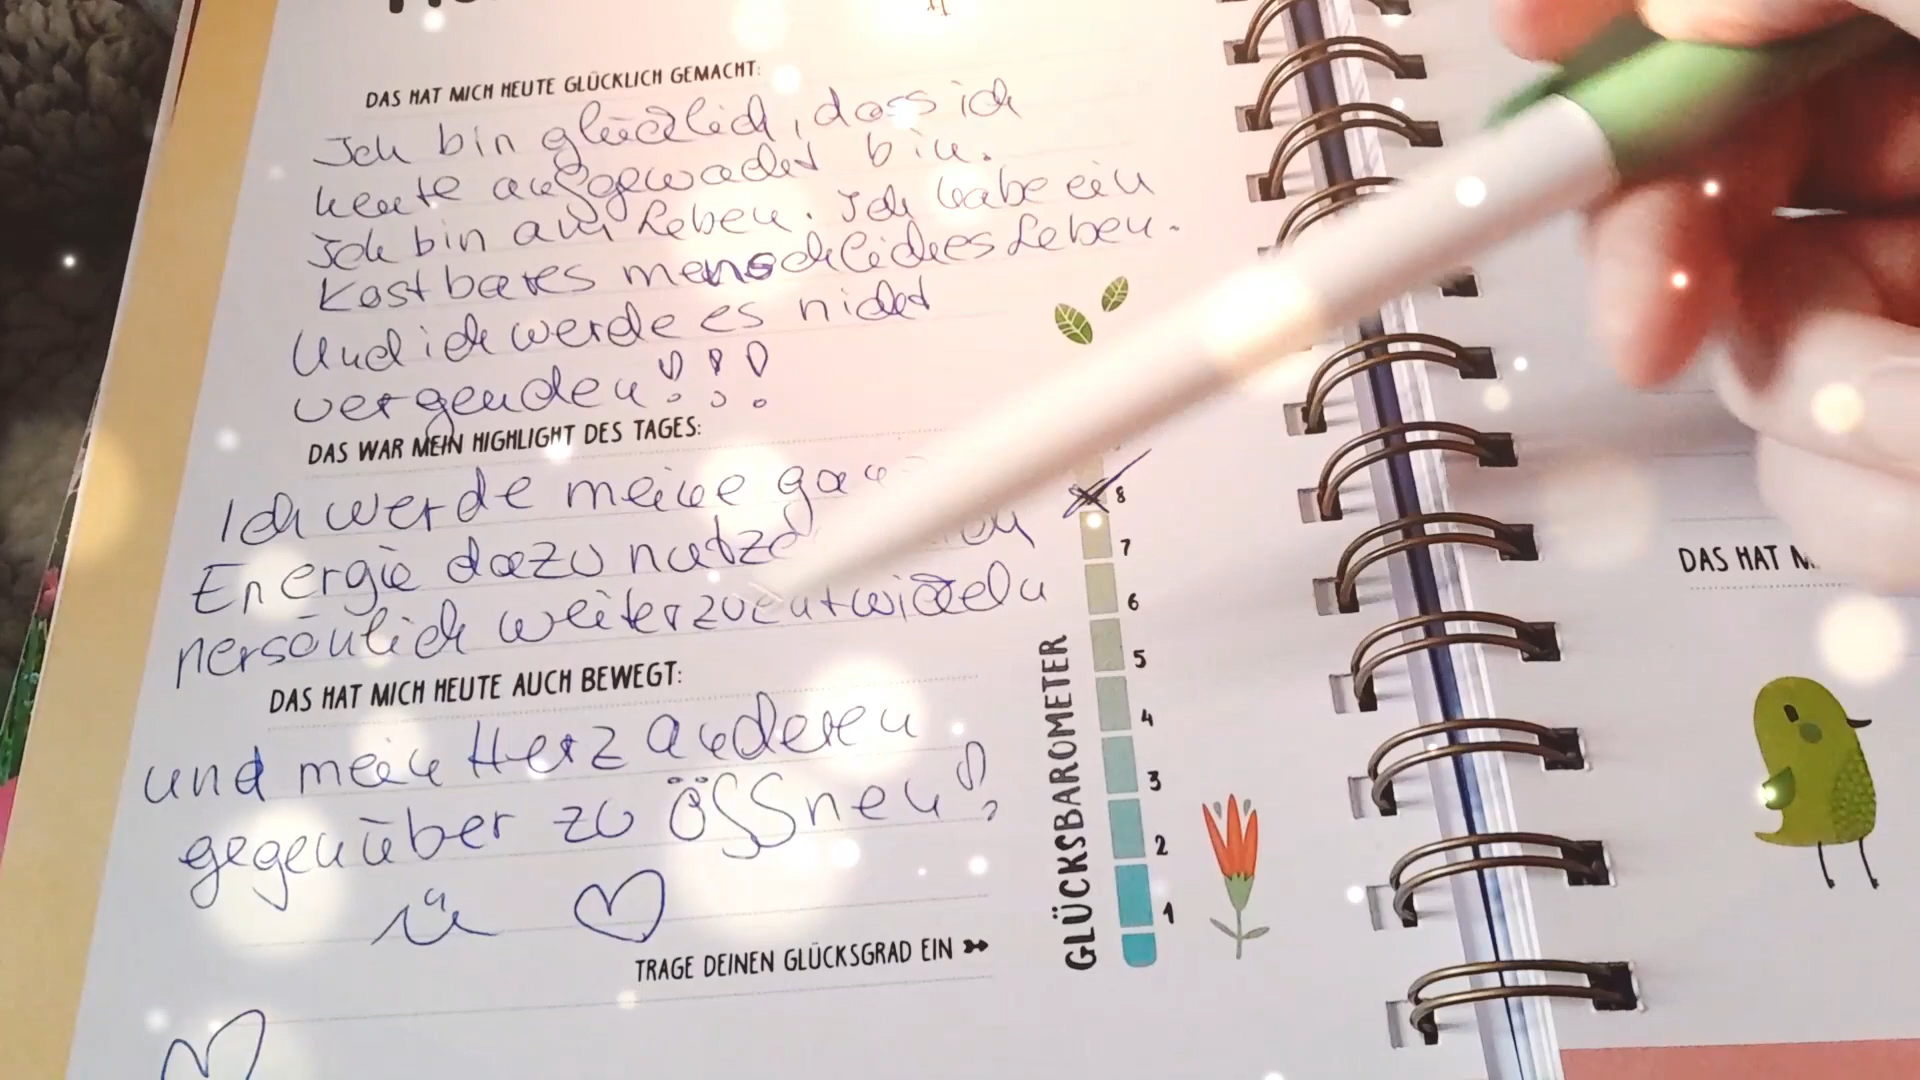 DAS HAT MICH HEUTE GLÜCKLICH GEMACHT:
Ich bin glücklich, dass ich
heute aufgewacht bin.
Ich bin am Leben. Ich habe ein
kostbares menschliches Leben.
Und ich werde es nicht
vergeuden!!!
DAS WAR MEIN HIGHLIGHT DES TAGES:
Ich werde meine
Energie dazu
persönlich weiterzuentwickeln
DAS HAT MICH HEUTE AUCH BEWEGT:
und mein Herz anderen
gegenüber zu öffnen!
TRAGE DEINEN GLÜCKSGRAD EIN
GLÜCKSBAROMETER
8
7
6
5
4
3
2
1
DAS HAT